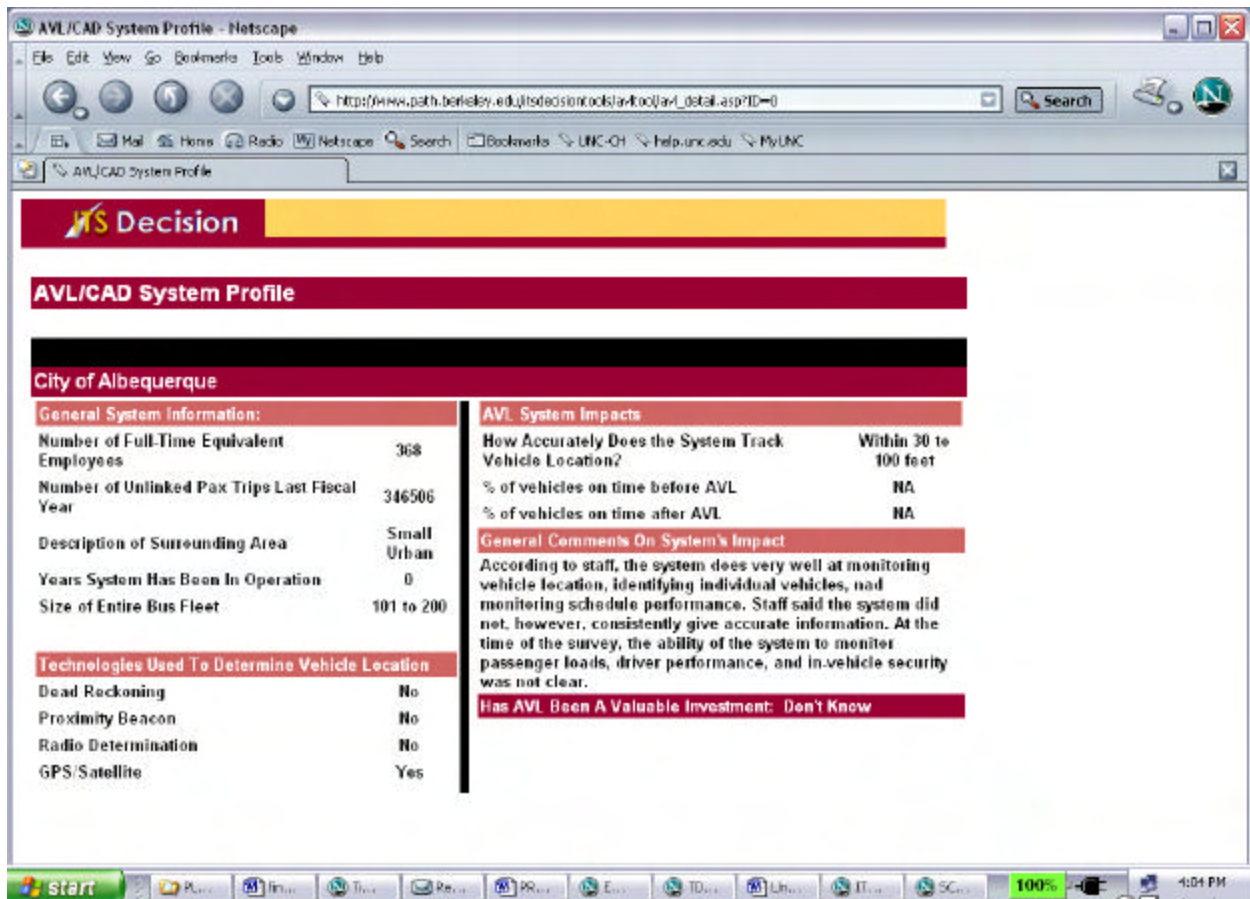 AVL/CAD System Profile - Netscape
File Edit View Go Bookmarks Tools Window Help
http://www.path.berkeley.edu/itsdecisiontools/avltool/avl_detail.asp?ID=0
Search
N
Mail Home Radio Netscape Search Bookmarks UNC-CH help.unc.edu MyUNC
AVL/CAD System Profile
ITS Decision
AVL/CAD System Profile
City of Albequerque
General System Information:
Number of Full-Time Equivalent
Employees
368
Number of Unlinked Pax Trips Last Fiscal
Year
346506
Description of Surrounding Area
Small
Urban
Years System Has Been In Operation 0
Size of Entire Bus Fleet 101 to 200
Technologies Used To Determine Vehicle Location
Dead Reckoning No
Proximity Beacon No
Radio Determination No
GPS/Satellite Yes
AVL System Impacts
How Accurately Does the System Track
Vehicle Location?
Within 30 to
100 feet
% of vehicles on time before AVL NA
% of vehicles on time after AVL NA
General Comments On System's Impact
According to staff, the system does very well at monitoring
vehicle location, identifying individual vehicles, nad
monitoring schedule performance. Staff said the system did
not, however, consistently give accurate information. At the
time of the survey, the ability of the system to monitor
passenger loads, driver performance, and in-vehicle security
was not clear.
Has AVL Been A Valuable Investment: Don't Know
start PL... fin... Ti... Re... PR... E... TD... Lin... IT... SC... 100% 4:04 PM